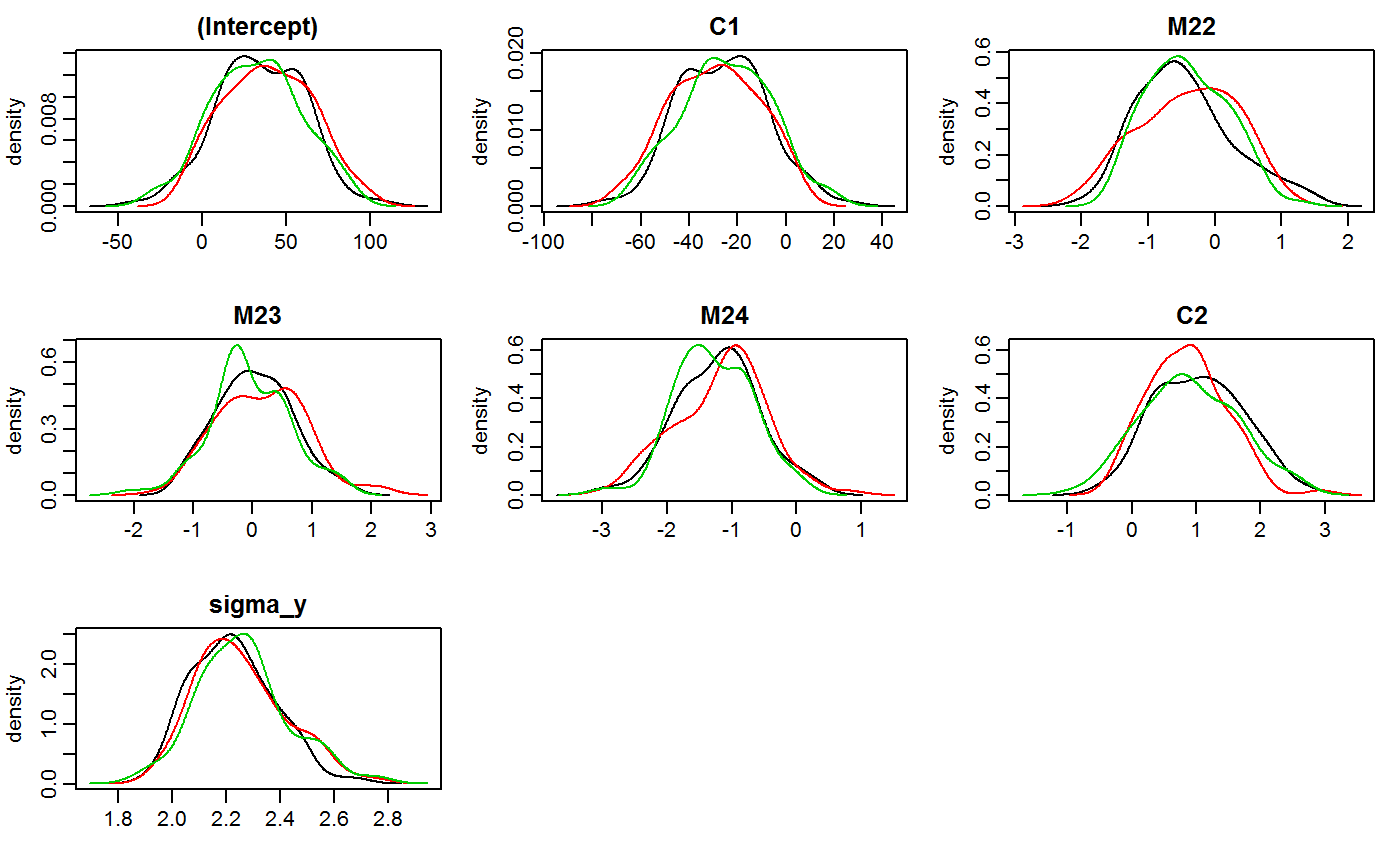 (Intercept) C1 M22
density 0.000 0.008
-50 0 50 100
density 0.000 0.010 0.020
-100 -60 -40 -20 0 20 40
density 0.0 0.2 0.4 0.6
-3 -2 -1 0 1 2
M23 M24 C2
density 0.0 0.3 0.6
-2 -1 0 1 2 3
density 0.0 0.2 0.4 0.6
-3 -2 -1 0 1
density 0.0 0.2 0.4 0.6
-1 0 1 2 3
sigma_y
density 0.0 1.0 2.0
1.8 2.0 2.2 2.4 2.6 2.8